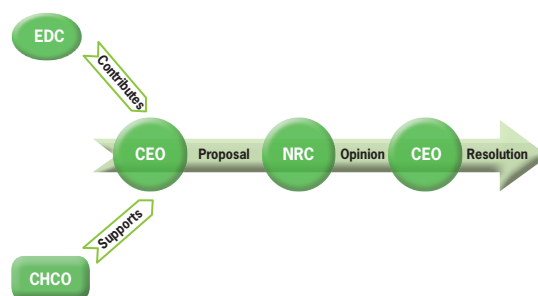 EDC
Contributes
CEO
Proposal
NRC
Opinion
CEO
Resolution
Supports
CHCO